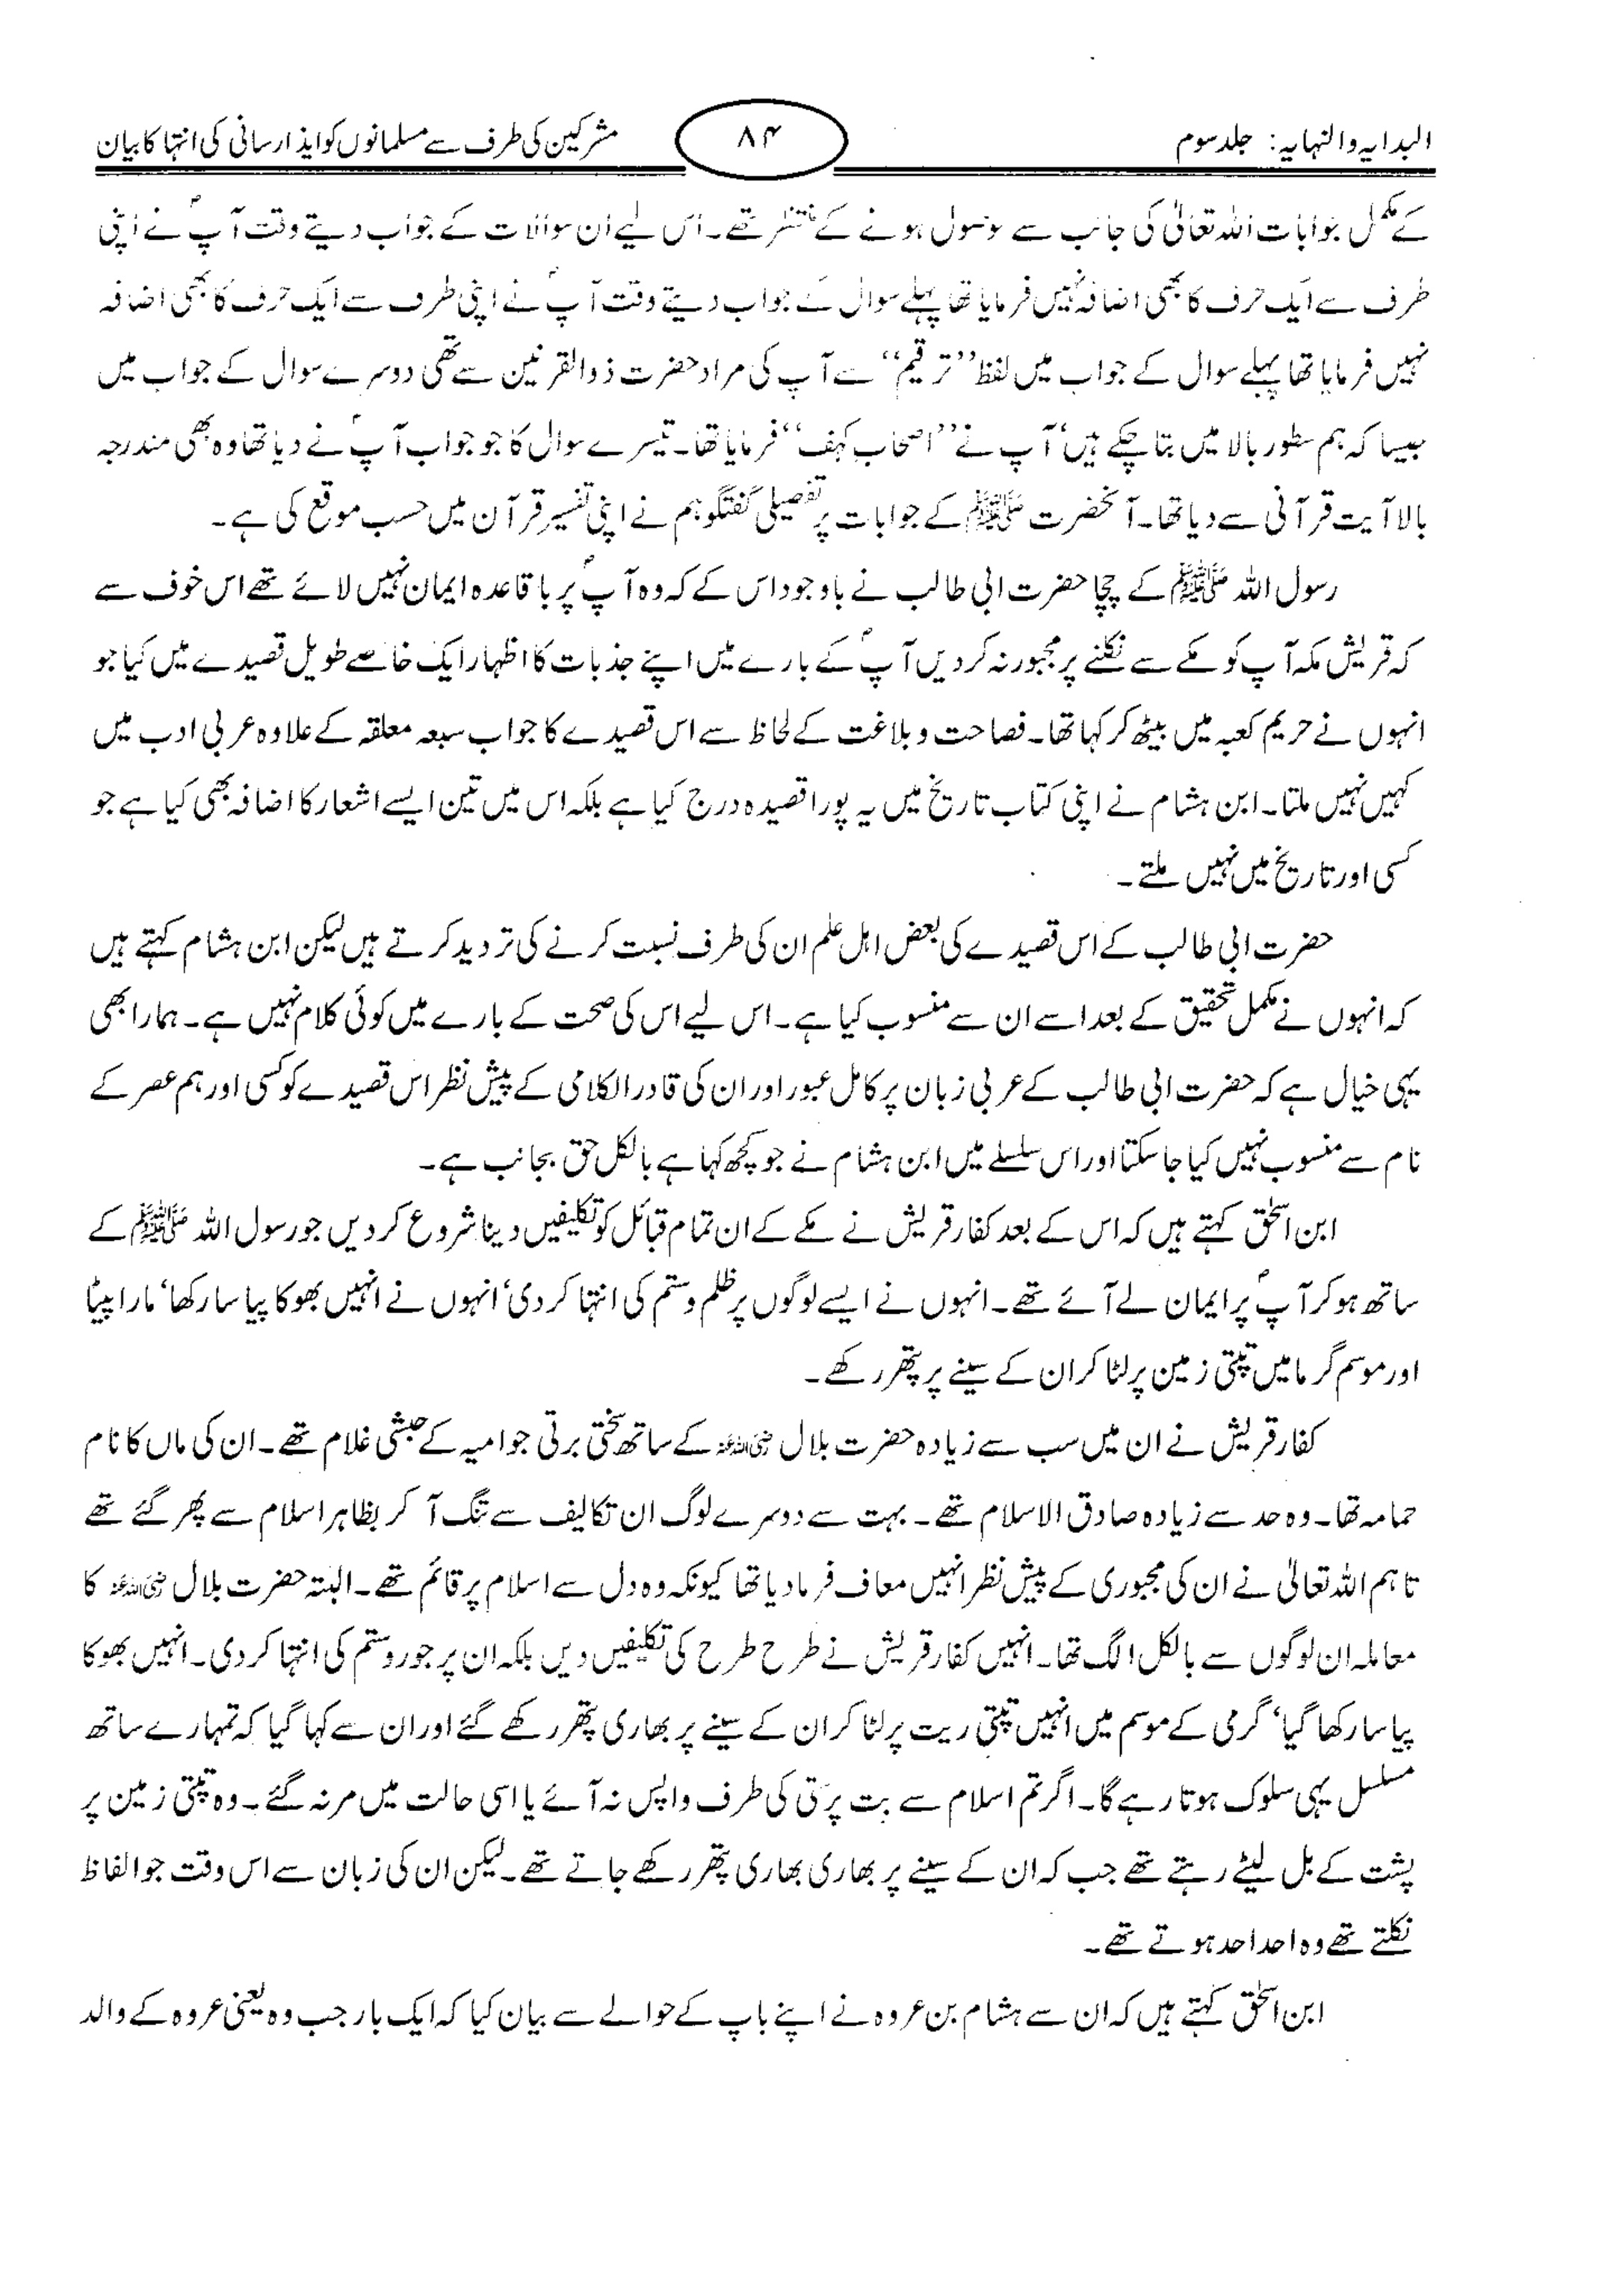 البدایہ والنہایہ: جلد سوم
۸۴
مشرکین کی طرف سے مسلمانوں کو ایذا رسانی کی انتہا کا بیان
کے مکمل جوابات اللہ تعالیٰ کی جانب سے موصول ہونے کے منتظر تھے۔ اس لیے ان سوالات کے جواب دیتے وقت آپؐ نے اپنی
طرف سے ایک حرف کا بھی اضافہ نہیں فرمایا تھا پہلے سوال کے جواب دیتے وقت آپؐ نے اپنی طرف سے ایک حرف کا بھی اضافہ
نہیں فرمایا تھا پہلے سوال کے جواب میں لفظ ’’ترقیم‘‘ سے آپ کی مراد حضرت ذوالقرنین سے تھی دوسرے سوال کے جواب میں
جیسا کہ ہم سطور بالا میں بتا چکے ہیں‘ آپ نے ’’اصحاب کہف‘‘ فرمایا تھا۔ تیسرے سوال کا جو جواب آپؐ نے دیا تھا وہ بھی مندرجہ
بالا آیت قرآنی سے دیا تھا۔ آنحضرت ﷺ کے جوابات پر تفصیلی گفتگو ہم نے اپنی تفسیر قرآن میں حسب موقع کی ہے۔
رسول اللہ ﷺ کے چچا حضرت ابی طالب نے باوجود اس کے کہ وہ آپؐ پر باقاعدہ ایمان نہیں لائے تھے اس خوف سے
کہ قریش مکہ آپ کو مکے سے نکلنے پر مجبور نہ کر دیں آپؐ کے بارے میں اپنے جذبات کا اظہار ایک خاصے طویل قصیدے میں کیا جو
انہوں نے حریم کعبہ میں بیٹھ کر کہا تھا۔ فصاحت و بلاغت کے لحاظ سے اس قصیدے کا جواب سبعہ معلقہ کے علاوہ عربی ادب میں
کہیں نہیں ملتا۔ ابن ہشام نے اپنی کتاب تاریخ میں یہ پورا قصیدہ درج کیا ہے بلکہ اس میں تین ایسے اشعار کا اضافہ بھی کیا ہے جو
کسی اور تاریخ میں نہیں ملتے۔
حضرت ابی طالب کے اس قصیدے کی بعض اہل علم ان کی طرف نسبت کرنے کی تردید کرتے ہیں لیکن ابن ہشام کہتے ہیں
کہ انہوں نے مکمل تحقیق کے بعد اسے ان سے منسوب کیا ہے۔ اس لیے اس کی صحت کے بارے میں کوئی کلام نہیں ہے۔ ہمارا بھی
یہی خیال ہے کہ حضرت ابی طالب کے عربی زبان پر کامل عبور اور ان کی قادر الکلامی کے پیش نظر اس قصیدے کو کسی اور ہم عصر کے
نام سے منسوب نہیں کیا جا سکتا اور اس سلسلے میں ابن ہشام نے جو کچھ کہا ہے بالکل حق بجانب ہے۔
ابن اسحٰق کہتے ہیں کہ اس کے بعد کفار قریش نے مکے کے ان تمام قبائل کو تکلیفیں دینا شروع کر دیں جو رسول اللہ ﷺ کے
ساتھ ہو کر آپؐ پر ایمان لے آئے تھے۔ انہوں نے ایسے لوگوں پر ظلم و ستم کی انتہا کر دی‘ انہوں نے انہیں بھوکا پیاسا رکھا‘ مارا پیٹا
اور موسم گرما میں تپتی زمین پر لٹا کر ان کے سینے پر پتھر رکھے۔
کفار قریش نے ان میں سب سے زیادہ حضرت بلال رضی اللہ عنہ کے ساتھ سختی برتی جو امیہ کے حبشی غلام تھے۔ ان کی ماں کا نام
حمامہ تھا۔ وہ حد سے زیادہ صادق الاسلام تھے۔ بہت سے دوسرے لوگ ان تکالیف سے تنگ آ کر بظاہر اسلام سے پھر گئے تھے
تاہم اللہ تعالیٰ نے ان کی مجبوری کے پیش نظر انہیں معاف فرما دیا تھا کیونکہ وہ دل سے اسلام پر قائم تھے۔ البتہ حضرت بلال رضی اللہ عنہ کا
معاملہ ان لوگوں سے بالکل الگ تھا۔ انہیں کفار قریش نے طرح طرح کی تکلیفیں دیں بلکہ ان پر جور و ستم کی انتہا کر دی۔ انہیں بھوکا
پیاسا رکھا گیا‘ گرمی کے موسم میں انہیں تپتی ریت پر لٹا کر ان کے سینے پر بھاری پتھر رکھے گئے اور ان سے کہا گیا کہ تمہارے ساتھ
مسلسل یہی سلوک ہوتا رہے گا۔ اگر تم اسلام سے بت پرستی کی طرف واپس نہ آئے یا اسی حالت میں مر نہ گئے۔ وہ تپتی زمین پر
پشت کے بل لیٹے رہتے تھے جب کہ ان کے سینے پر بھاری بھاری پتھر رکھے جاتے تھے۔ لیکن ان کی زبان سے اس وقت جو الفاظ
نکلتے تھے وہ احد احد ہوتے تھے۔
ابن اسحٰق کہتے ہیں کہ ان سے ہشام بن عروہ نے اپنے باپ کے حوالے سے بیان کیا کہ ایک بار جب وہ یعنی عروہ کے والد